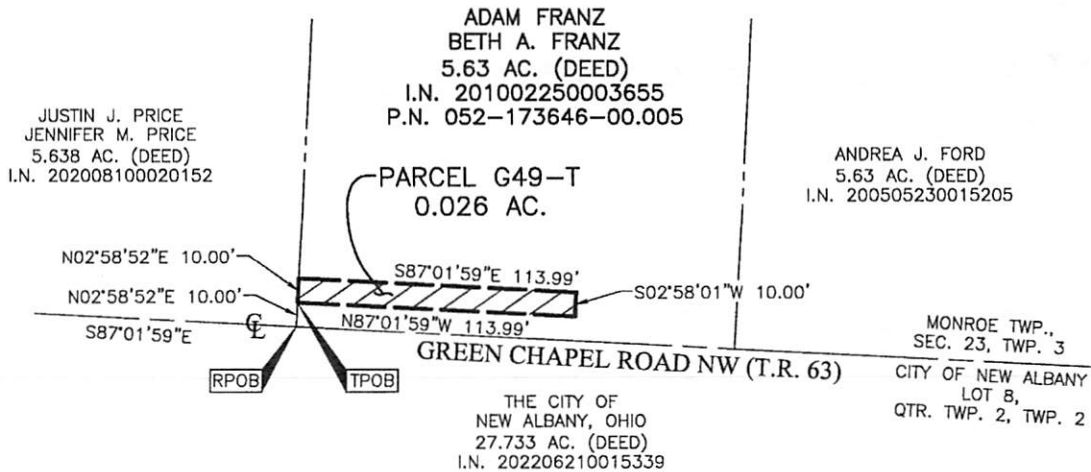 ADAM FRANZ
BETH A. FRANZ
5.63 AC. (DEED)
I.N. 201002250003655
P.N. 052-173646-00.005
JUSTIN J. PRICE
JENNIFER M. PRICE
5.638 AC. (DEED)
I.N. 202008100020152
ANDREA J. FORD
5.63 AC. (DEED)
I.N. 200505230015205
PARCEL G49-T
0.026 AC.
N02°58'52"E 10.00'
S87°01'59"E 113.99'
S02°58'01"W 10.00'
N02°58'52"E 10.00'
N87°01'59"W 113.99'
S87°01'59"E
℄
GREEN CHAPEL ROAD NW (T.R. 63)
MONROE TWP.,
SEC. 23, TWP. 3
CITY OF NEW ALBANY
LOT 8,
QTR. TWP. 2, TWP. 2
RPOB
TPOB
THE CITY OF
NEW ALBANY, OHIO
27.733 AC. (DEED)
I.N. 202206210015339